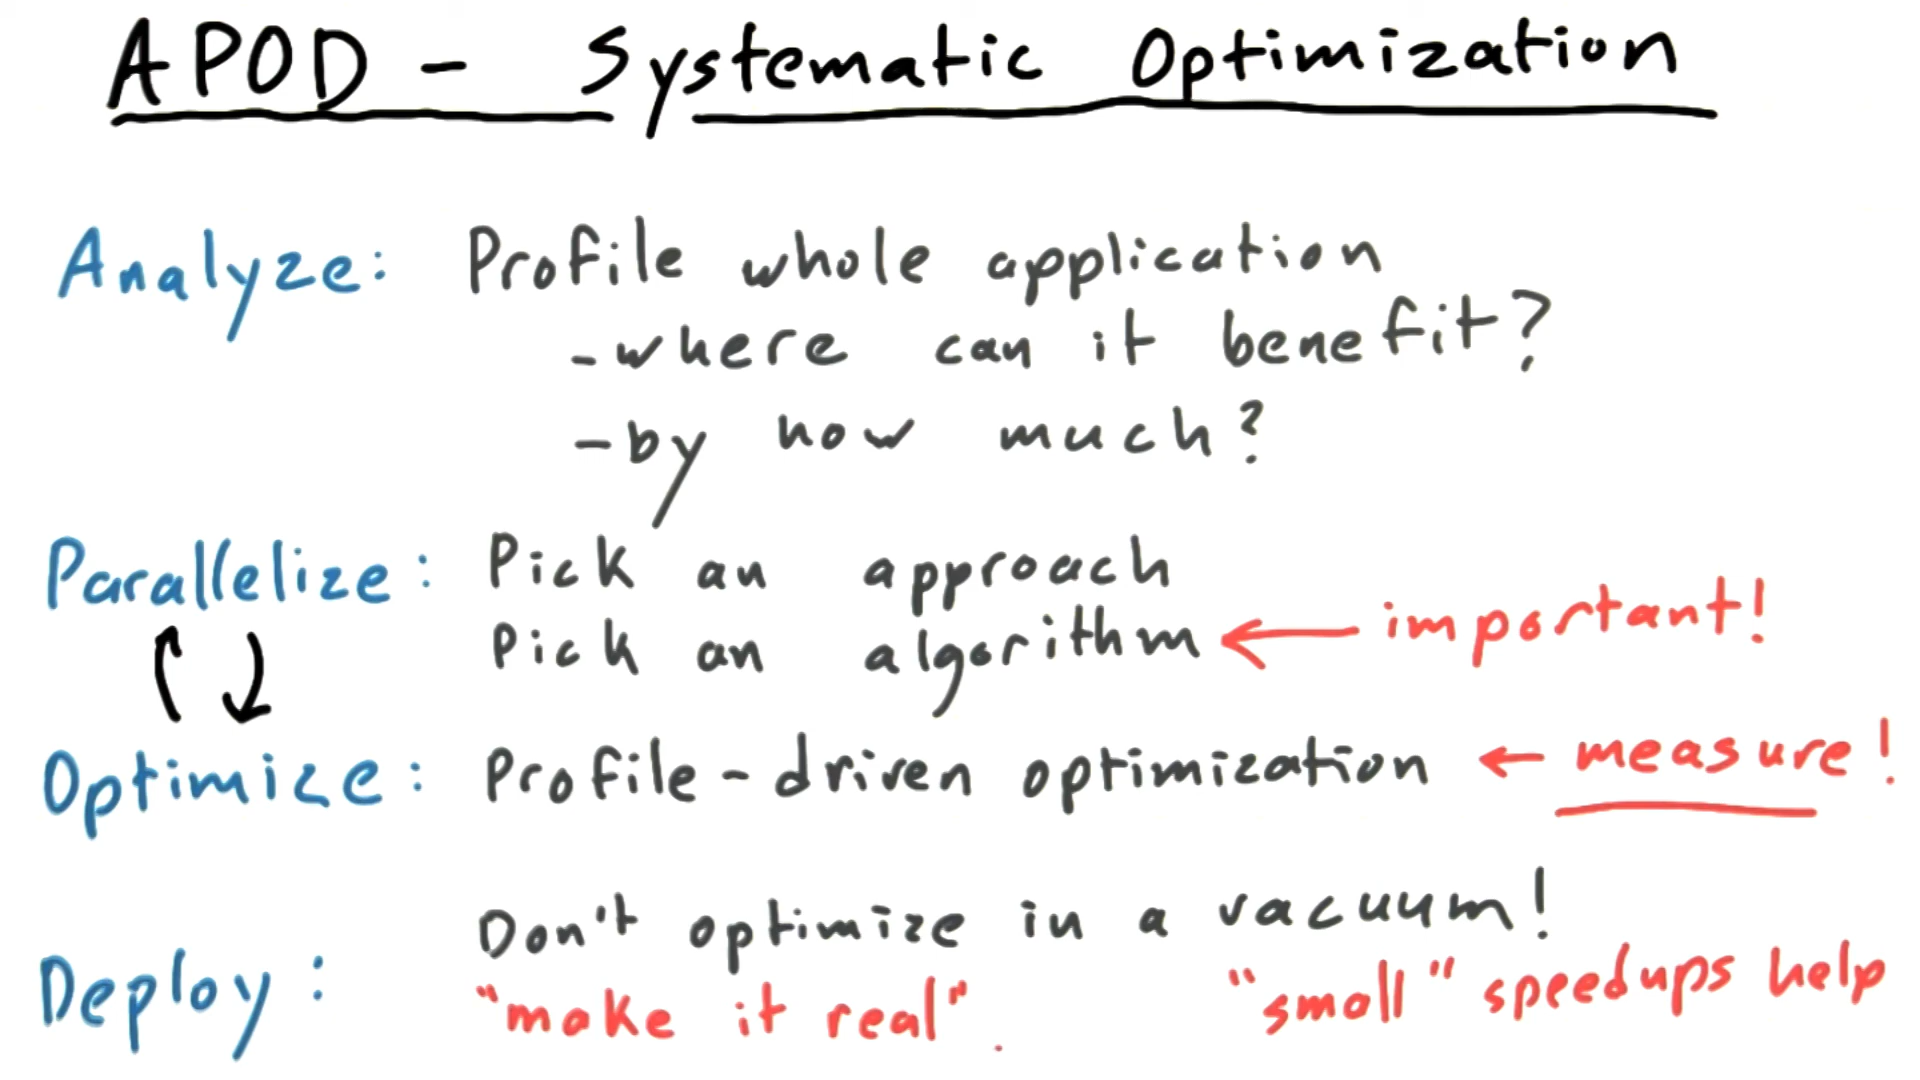 APOD - Systematic Optimization
Analyze: Profile whole application
-where can it benefit?
-by how much?
Parallelize: Pick an approach
Pick an algorithm ← important!
Optimize: Profile-driven optimization ← measure!
Don't optimize in a vacuum!
Deploy: "make it real" "small" speedups help